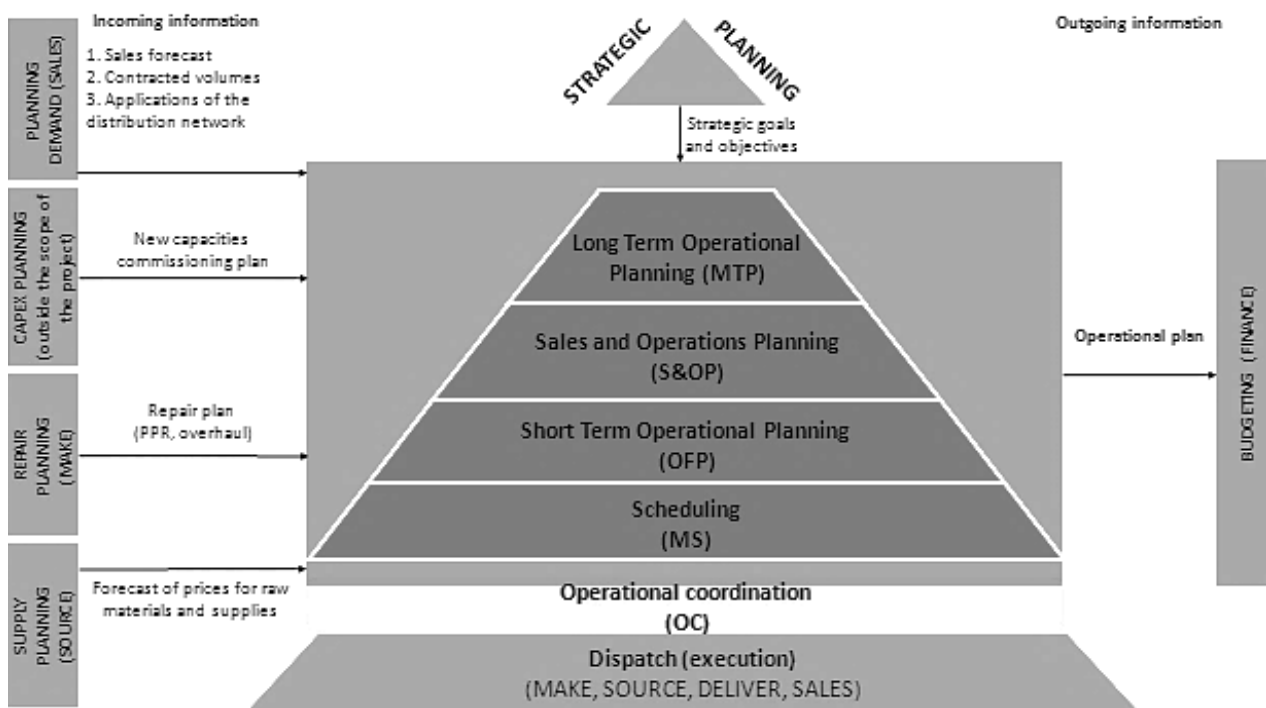 Incoming information
Outgoing information
PLANNING
DEMAND (SALES)
1. Sales forecast
2. Contracted volumes
3. Applications of the
distribution network
STRATEGIC
PLANNING
Strategic goals
and objectives
CAPEX PLANNING
(outside the scope of
the project)
New capacities
commissioning plan
Long Term Operational
Planning (MTP)
Sales and Operations Planning
(S&OP)
Operational plan
BUDGETING (FINANCE)
REPAIR
PLANNING
(MAKE)
Repair plan
(PPR, overhaul)
Short Term Operational Planning
(OFP)
Scheduling
(MS)
SUPPLY
PLANNING
(SOURCE)
Forecast of prices for raw
materials and supplies
Operational coordination
(OC)
Dispatch (execution)
(MAKE, SOURCE, DELIVER, SALES)